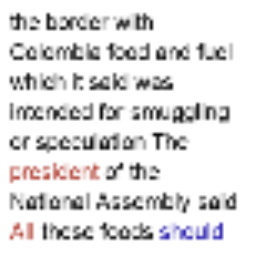 the border with
Colombia food and fuel
which it said was
intended for smuggling
or speculation The
president of the
National Assembly said
All these foods should